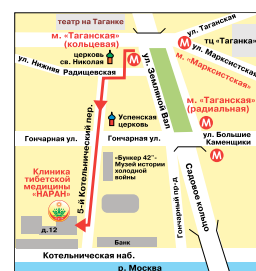 театр на Таганке
м. "Таганская"
(кольцевая)
ул. Таганская
тц «Таганка»
церковь
св. Николая
М
М
ул. Марксистская
М
м. "Марксистская"
ул. Нижняя Радищевская
ул. Земляной Вал
м. "Таганская"
(радиальная)
М
5-й Котельнический пер.
Успенская
церковь
Гончарная ул.
Гончарная ул.
ул. Большие
Каменщики
М
Клиника
тибетской
медицины
«НАРАН»
«Бункер 42"-
Музей истории
холодной
войны
Гончарный пр-д
Садовое кольцо
д.12
Банк
Котельническая наб.
р. Москва